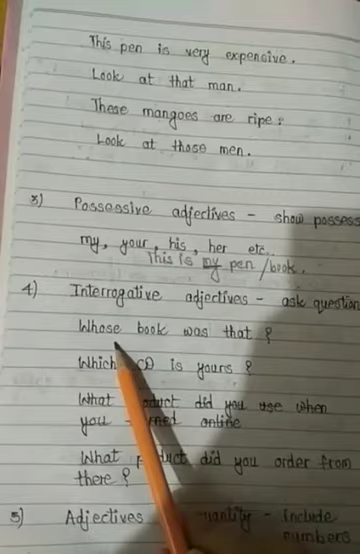 This pen is very expencive.
Look at that man.
These mangoes are ripe.
Look at those men.
3) Possessive adjectives - show possess
my, your, his, her etc.
This is my pen / book.
4) Interrogative adjectives - ask question
Whose book was that ?
Which CD is yours ?
What did you use when
you online
What did you order from
there ?
5) Adjectives - include
numbers